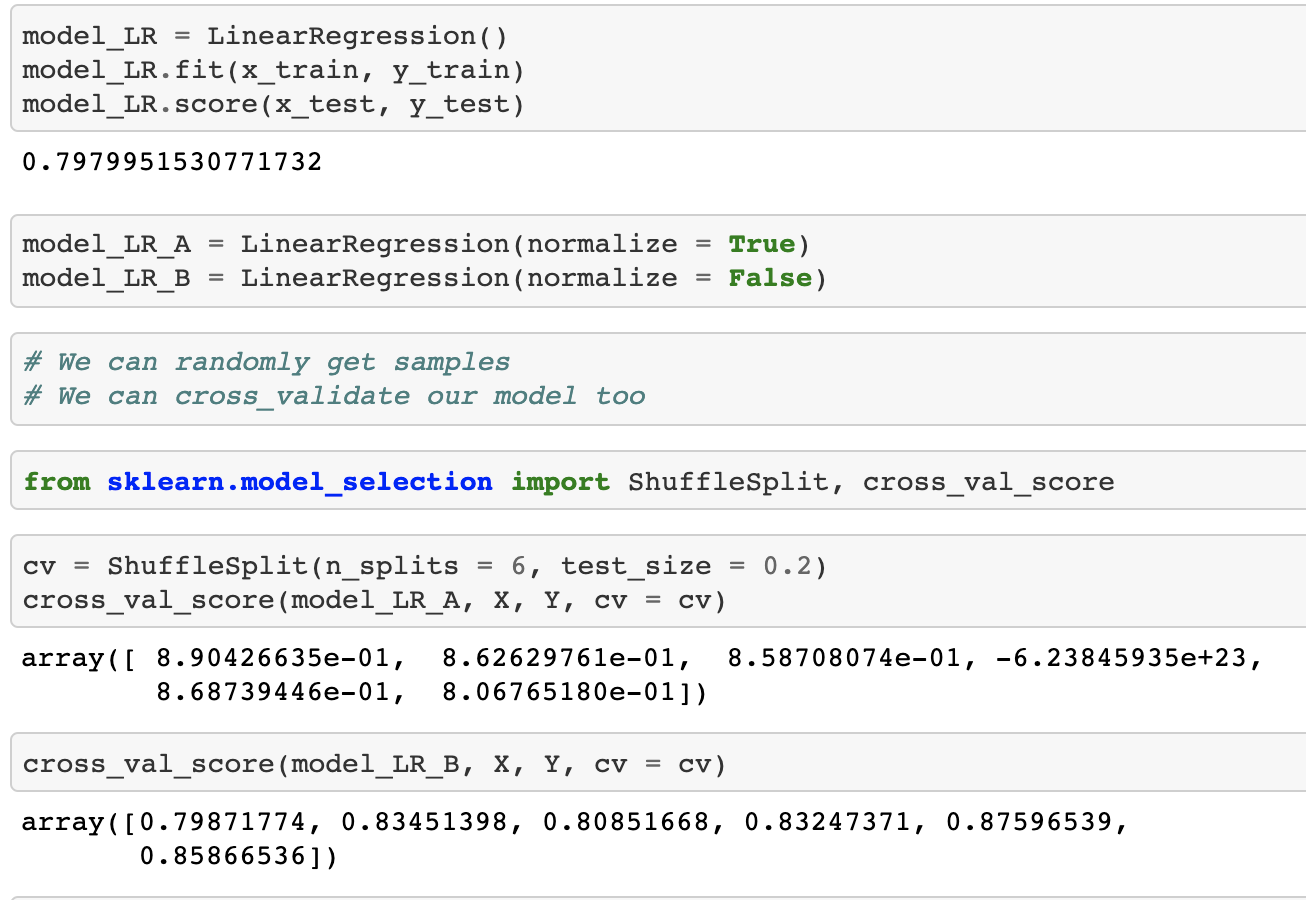 model_LR = LinearRegression()
model_LR.fit(x_train, y_train)
model_LR.score(x_test, y_test)
0.7979951530771732
model_LR_A = LinearRegression(normalize = True)
model_LR_B = LinearRegression(normalize = False)
# We can randomly get samples
# We can cross_validate our model too
from sklearn.model_selection import ShuffleSplit, cross_val_score
cv = ShuffleSplit(n_splits = 6, test_size = 0.2)
cross_val_score(model_LR_A, X, Y, cv = cv)
array([ 8.90426635e-01,  8.62629761e-01,  8.58708074e-01, -6.23845935e+23,
        8.68739446e-01,  8.06765180e-01])
cross_val_score(model_LR_B, X, Y, cv = cv)
array([0.79871774, 0.83451398, 0.80851668, 0.83247371, 0.87596539,
       0.85866536])